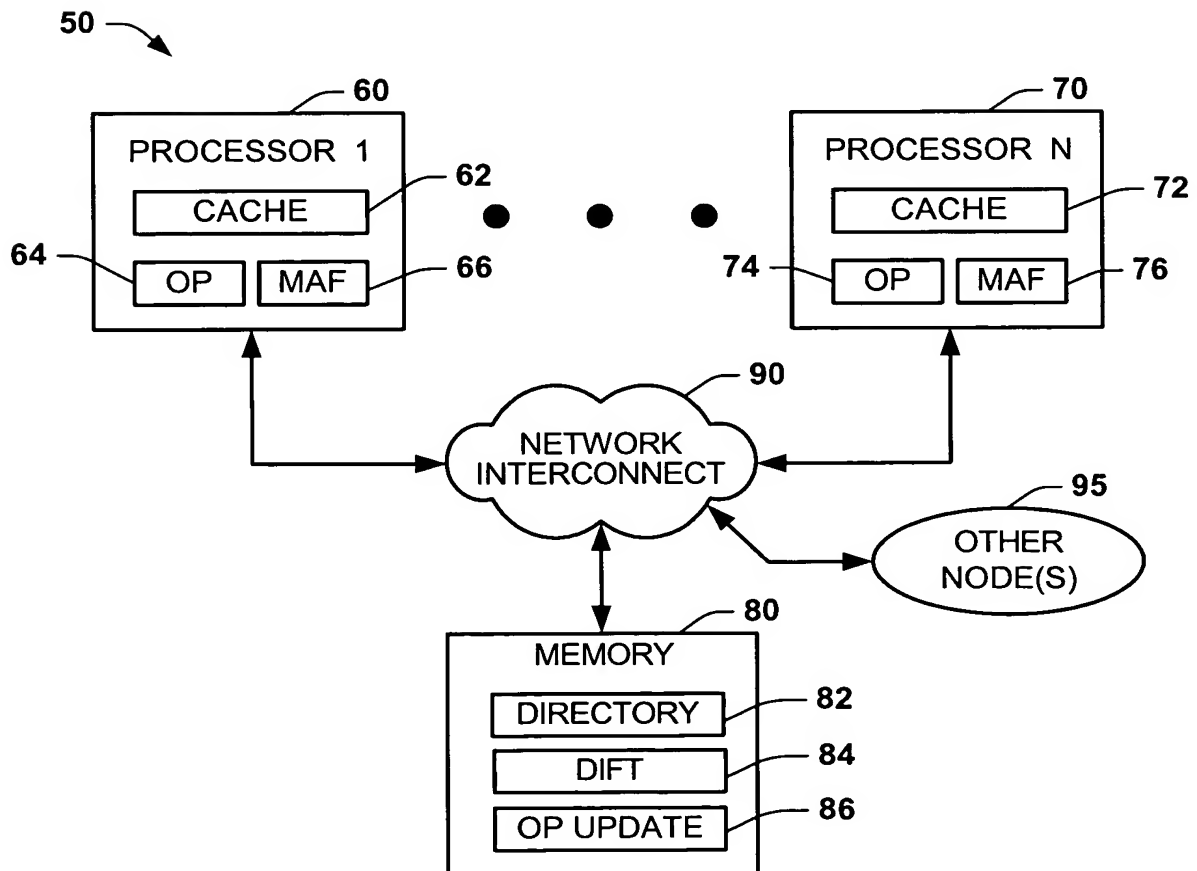 50
60
70
PROCESSOR 1
PROCESSOR N
62
72
CACHE
CACHE
64
66
74
76
OP
MAF
OP
MAF
90
NETWORK
INTERCONNECT
95
OTHER
NODE(S)
80
MEMORY
DIRECTORY
82
DIFT
84
OP UPDATE
86